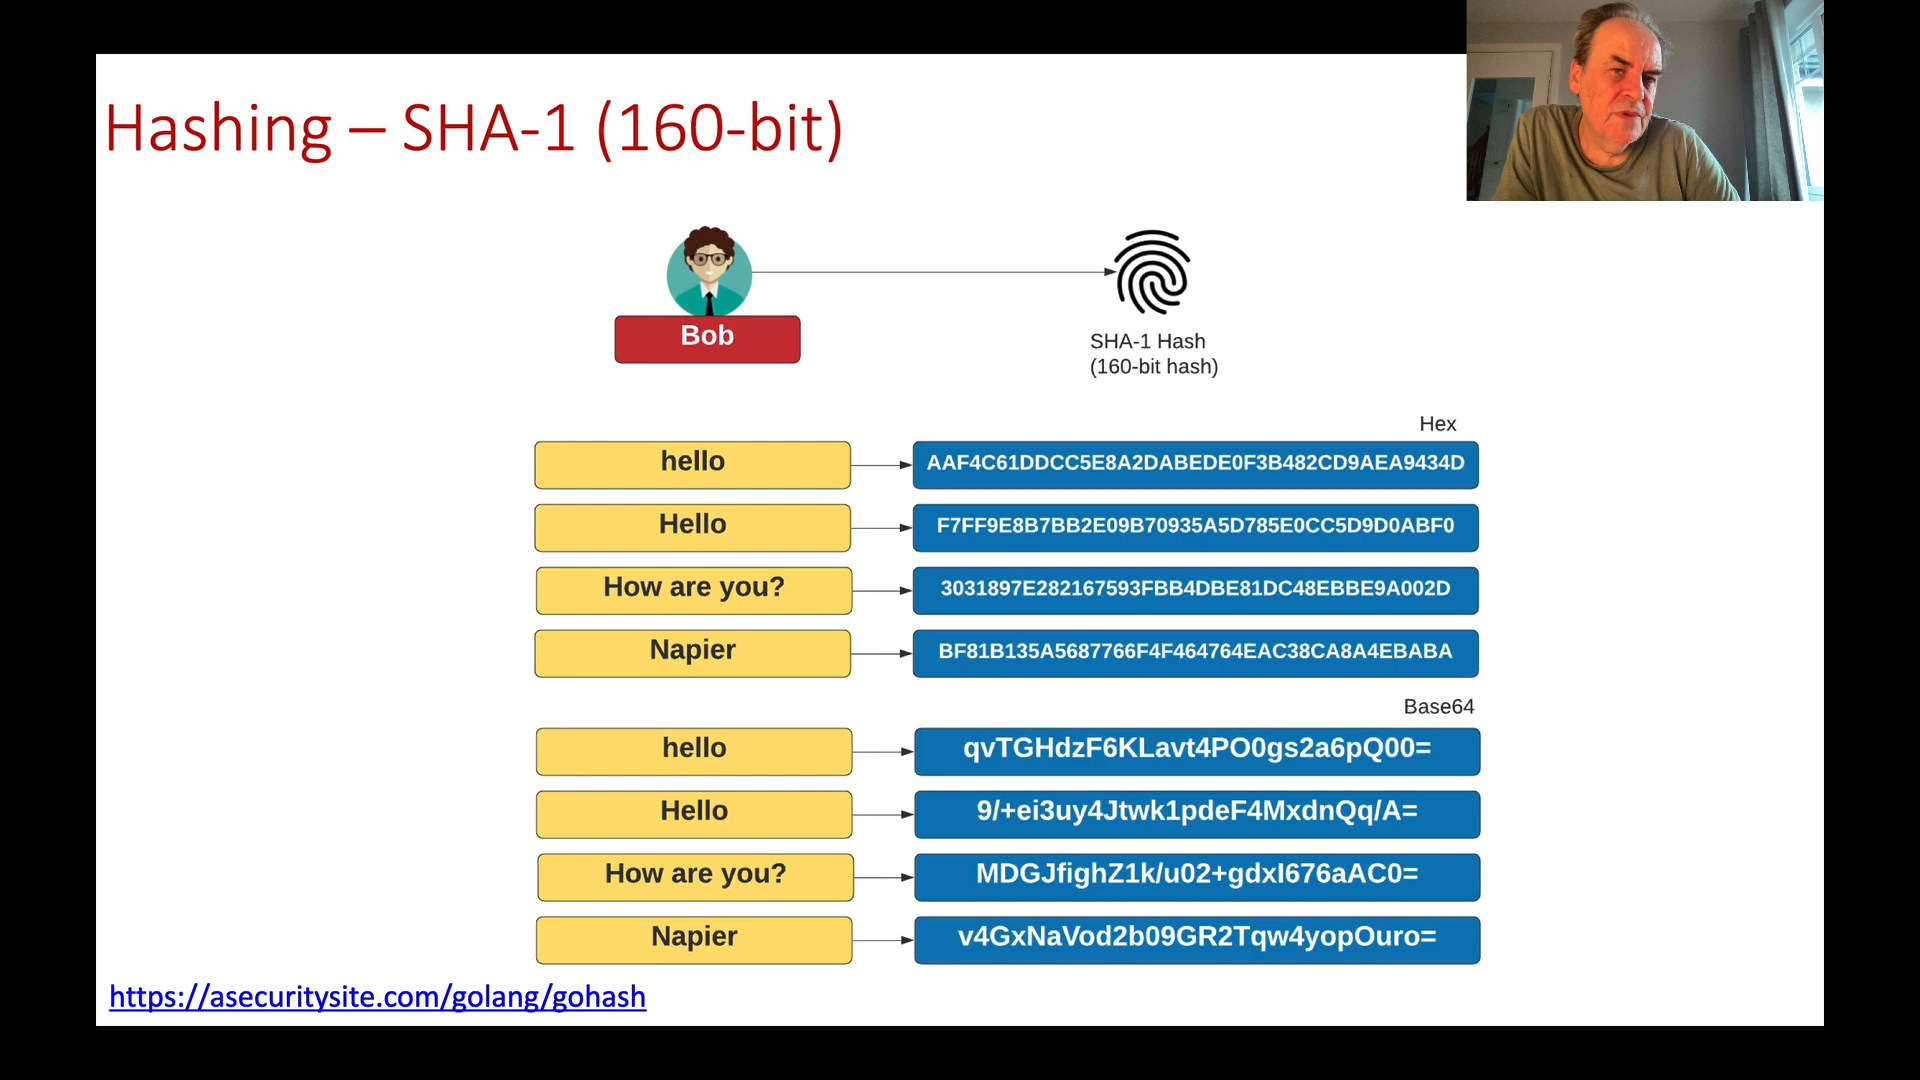 Hashing – SHA-1 (160-bit)
Bob
SHA-1 Hash
(160-bit hash)
Hex
hello
AAF4C61DDCC5E8A2DABEDE0F3B482CD9AEA9434D
Hello
F7FF9E8B7BB2E09B70935A5D785E0CC5D9D0ABF0
How are you?
3031897E282167593FBB4DBE81DC48EBBE9A002D
Napier
BF81B135A5687766F4F464764EAC38CA8A4EBABA
Base64
hello
qvTGHdzF6KLavt4PO0gs2a6pQ00=
Hello
9/+ei3uy4Jtwk1pdeF4MxdnQq/A=
How are you?
MDGJfighZ1k/u02+gdxI676aAC0=
Napier
v4GxNaVod2b09GR2Tqw4yopOuro=
https://asecuritysite.com/golang/gohash